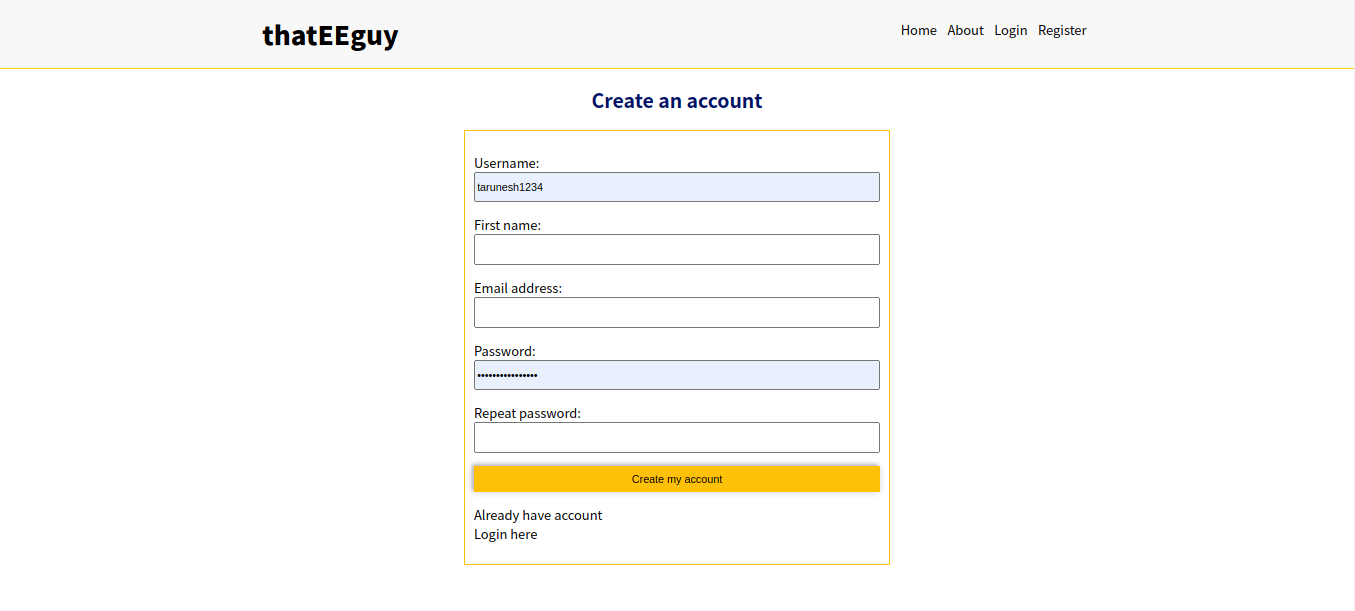 thatEEguy
Home About Login Register
Create an account
Username:
tarunesh1234
First name:
Email address:
Password:
••••••••••••••••
Repeat password:
Create my account
Already have account
Login here